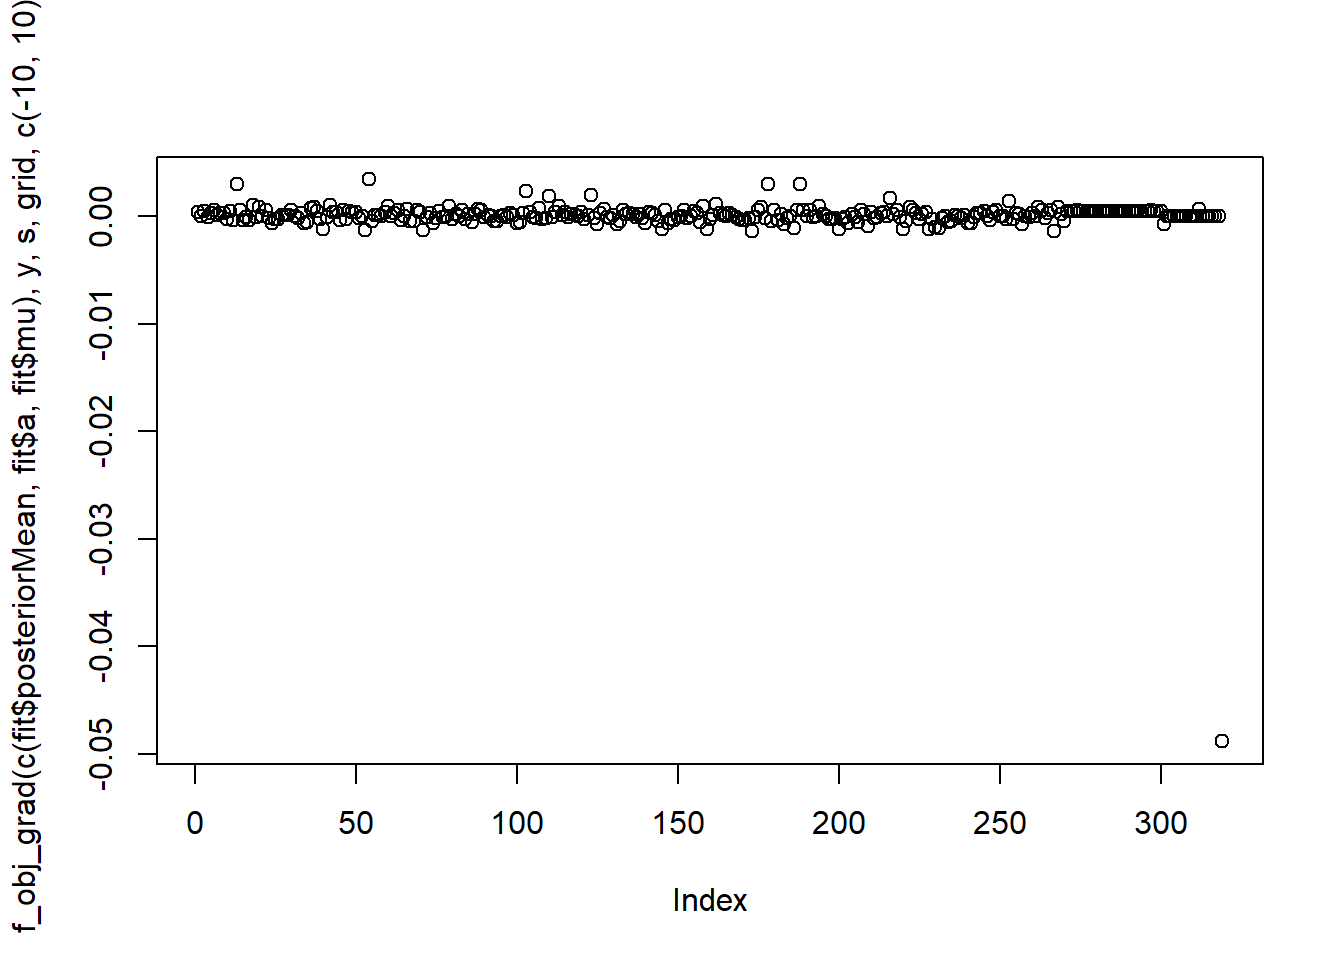 f_obj_grad(c(fit$posteriorMean, fit$a, fit$mu), y, s, grid, c(-10, 10)
0.00
-0.01
-0.02
-0.03
-0.04
-0.05
0 50 100 150 200 250 300
Index